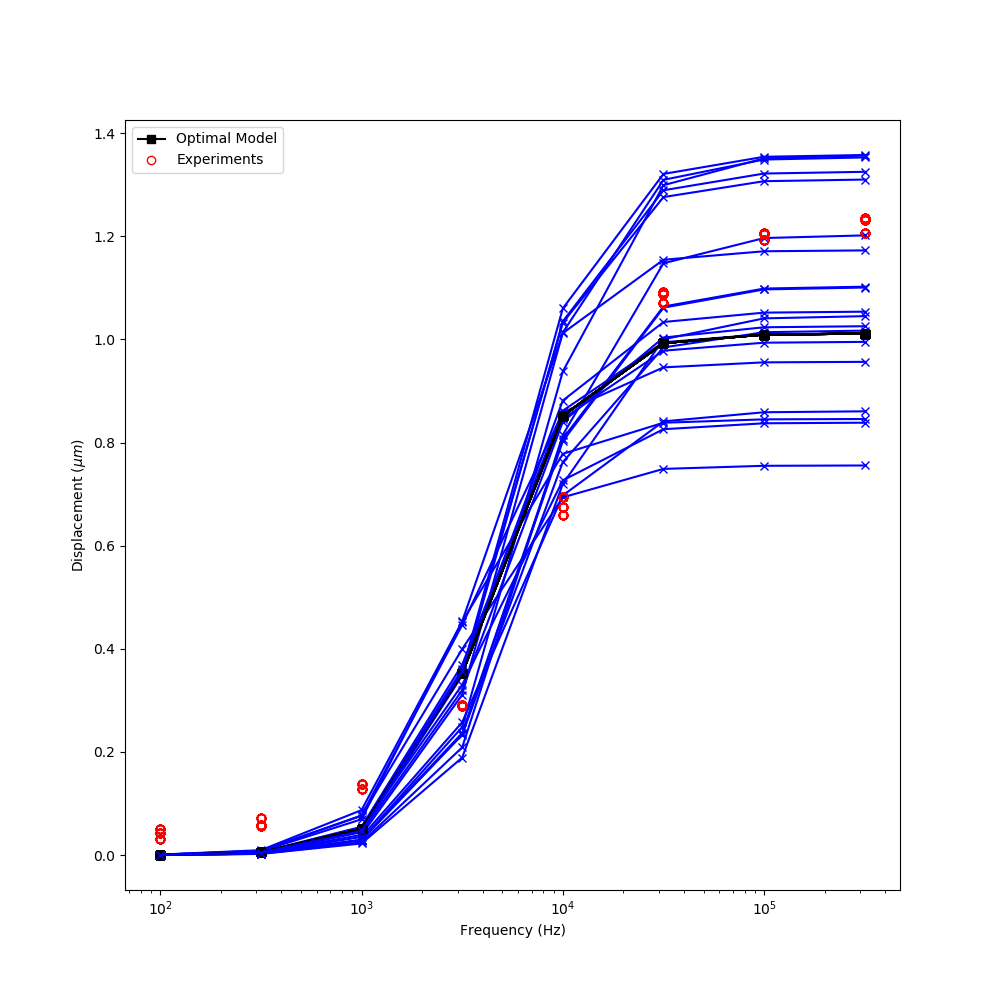 Optimal Model
Experiments
1.4
1.2
1.0
0.8
0.6
0.4
0.2
0.0
Displacement (μm)
10² 10³ 10⁴ 10⁵
Frequency (Hz)